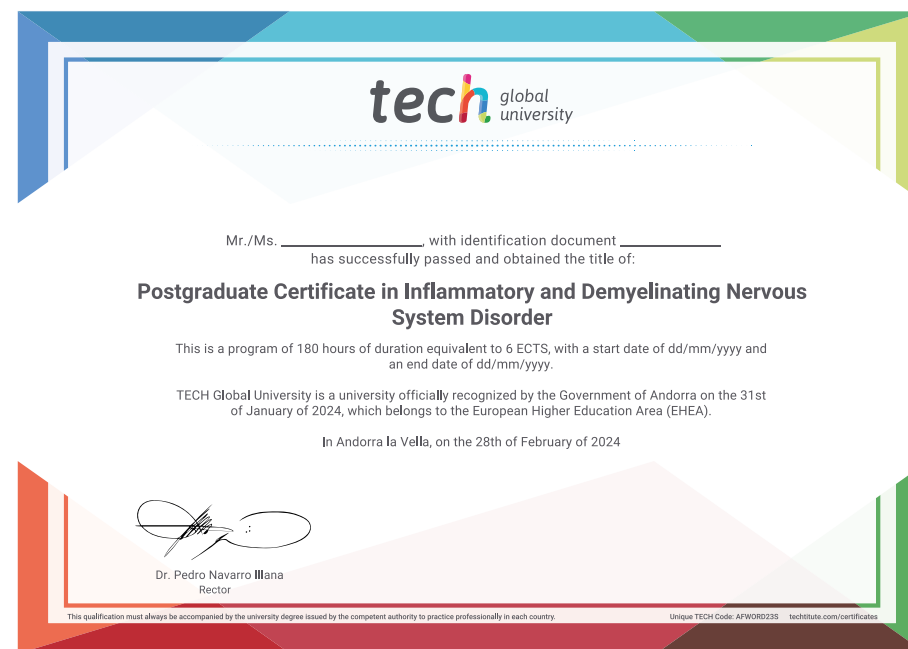 tech global university
Mr./Ms. ____________________, with identification document ______________
has successfully passed and obtained the title of:
Postgraduate Certificate in Inflammatory and Demyelinating Nervous
System Disorder
This is a program of 180 hours of duration equivalent to 6 ECTS, with a start date of dd/mm/yyyy and
an end date of dd/mm/yyyy.
TECH Global University is a university officially recognized by the Government of Andorra on the 31st
of January of 2024, which belongs to the European Higher Education Area (EHEA).
In Andorra la Vella, on the 28th of February of 2024
Dr. Pedro Navarro Illana
Rector
This qualification must always be accompanied by the university degree issued by the competent authority to practice professionally in each country.
Unique TECH Code: AFWORD23S techtitute.com/certificates